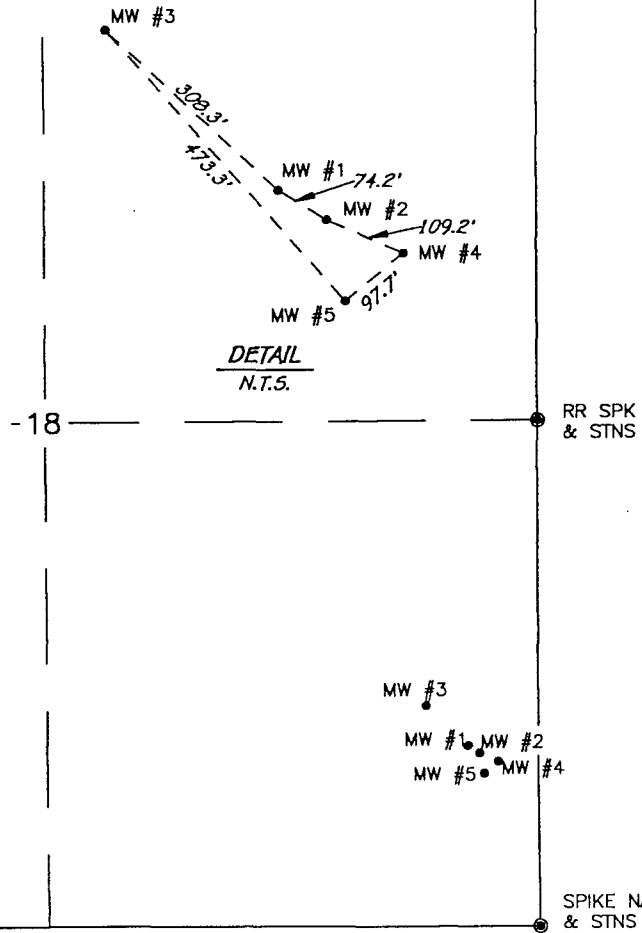 MW #3
308.3'
473.3'
MW #1
74.2'
MW #2
109.2'
MW #4
MW #5
97.7'
DETAIL
N.T.S.
-18
RR SPK
& STNS
MW #3
MW #1
MW #2
MW #4
MW #5
SPIKE
& STNS